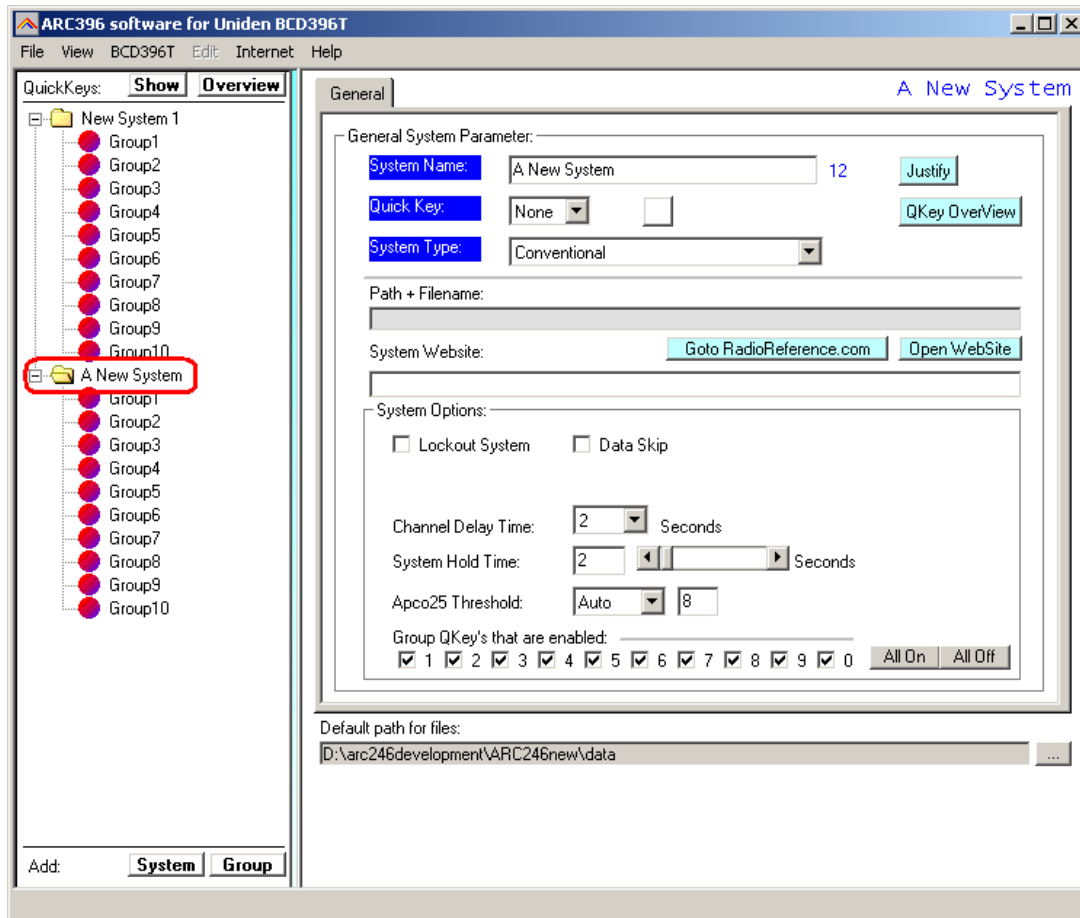 ARC396 software for Uniden BCD396T
File View BCD396T Edit Internet Help
QuickKeys: Show Overview
New System 1
Group1
Group2
Group3
Group4
Group5
Group6
Group7
Group8
Group9
Group10
A New System
Group1
Group2
Group3
Group4
Group5
Group6
Group7
Group8
Group9
Group10
Add: System Group
General
A New System
General System Parameter:
System Name: A New System 12 Justify
Quick Key: None QKey OverView
System Type: Conventional
Path + Filename:
System Website: Goto RadioReference.com Open WebSite
System Options:
Lockout System Data Skip
Channel Delay Time: 2 Seconds
System Hold Time: 2 Seconds
Apco25 Threshold: Auto 8
Group QKey's that are enabled:
1 2 3 4 5 6 7 8 9 0 All On All Off
Default path for files:
D:\arc246development\ARC246new\data ...